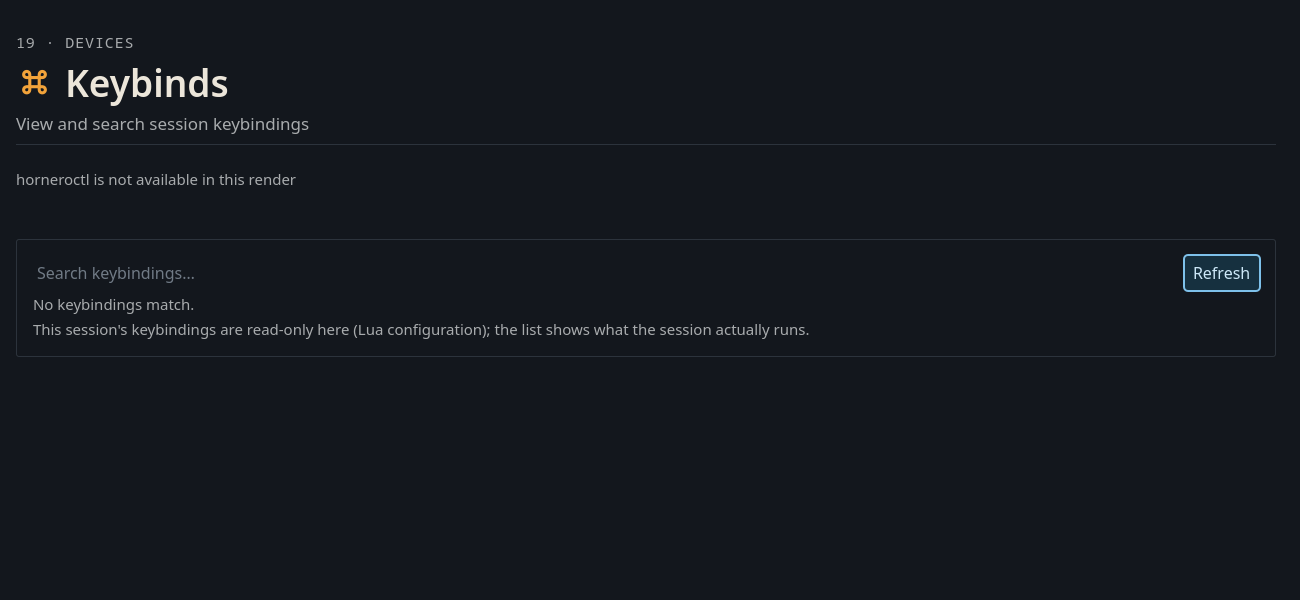 19 · DEVICES
⌘ Keybinds
View and search session keybindings
horneroctl is not available in this render
Search keybindings...
Refresh
No keybindings match.
This session's keybindings are read-only here (Lua configuration); the list shows what the session actually runs.